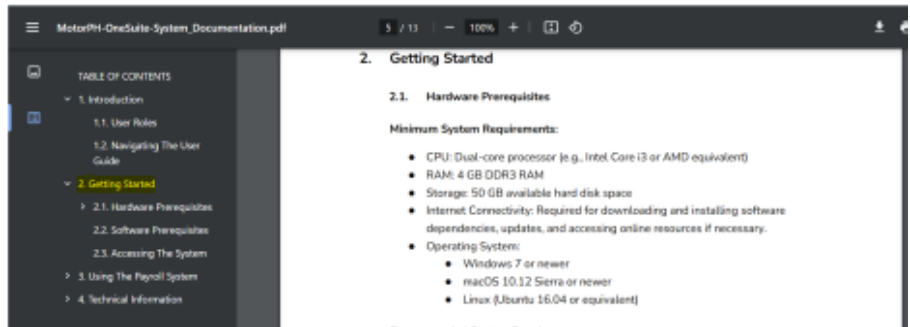 MotorPH-OneSuite-System_Documentation.pdf
5 / 13
100%
TABLE OF CONTENTS
1. Introduction
1.1. User Roles
1.2. Navigating The User
Guide
2. Getting Started
2.1. Hardware Prerequisites
2.2. Software Prerequisites
2.3. Accessing The System
3. Using The Payroll System
4. Technical Information
2. Getting Started
2.1. Hardware Prerequisites
Minimum System Requirements:
● CPU: Dual-core processor (e.g., Intel Core i3 or AMD equivalent)
● RAM: 4 GB DDR3 RAM
● Storage: 50 GB available hard disk space
● Internet Connectivity: Required for downloading and installing software
dependencies, updates, and accessing online resources if necessary.
● Operating System:
● Windows 7 or newer
● macOS 10.12 Sierra or newer
● Linux (Ubuntu 16.04 or equivalent)